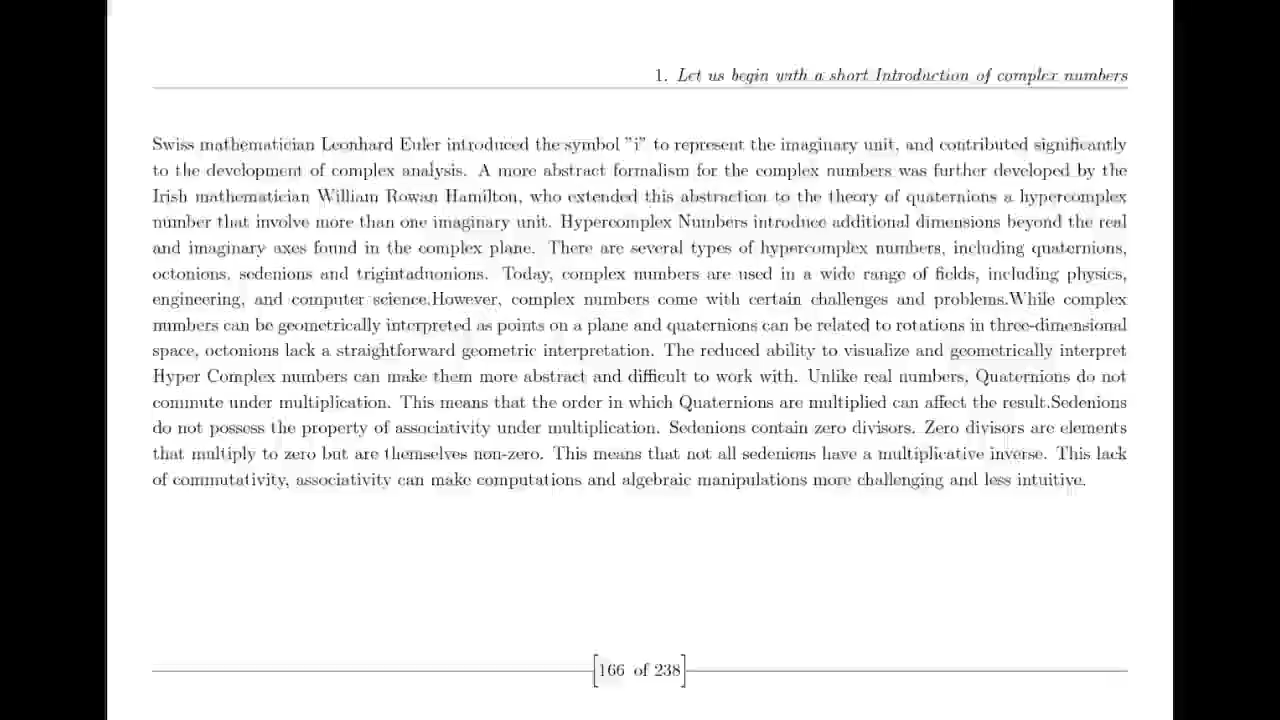 1. Let us begin with a short Introduction of complex numbers
Swiss mathematician Leonhard Euler introduced the symbol "i" to represent the imaginary unit, and contributed significantly
to the development of complex analysis. A more abstract formalism for the complex numbers was further developed by the
Irish mathematician William Rowan Hamilton, who extended this abstraction to the theory of quaternions a hypercomplex
number that involve more than one imaginary unit. Hypercomplex Numbers introduce additional dimensions beyond the real
and imaginary axes found in the complex plane. There are several types of hypercomplex numbers, including quaternions,
octonions, sedenions and trigintaduonions. Today, complex numbers are used in a wide range of fields, including physics,
engineering, and computer science.However, complex numbers come with certain challenges and problems.While complex
numbers can be geometrically interpreted as points on a plane and quaternions can be related to rotations in three-dimensional
space, octonions lack a straightforward geometric interpretation. The reduced ability to visualize and geometrically interpret
Hyper Complex numbers can make them more abstract and difficult to work with. Unlike real numbers, Quaternions do not
commute under multiplication. This means that the order in which Quaternions are multiplied can affect the result.Sedenions
do not possess the property of associativity under multiplication. Sedenions contain zero divisors. Zero divisors are elements
that multiply to zero but are themselves non-zero. This means that not all sedenions have a multiplicative inverse. This lack
of commutativity, associativity can make computations and algebraic manipulations more challenging and less intuitive.
[166 of 238]